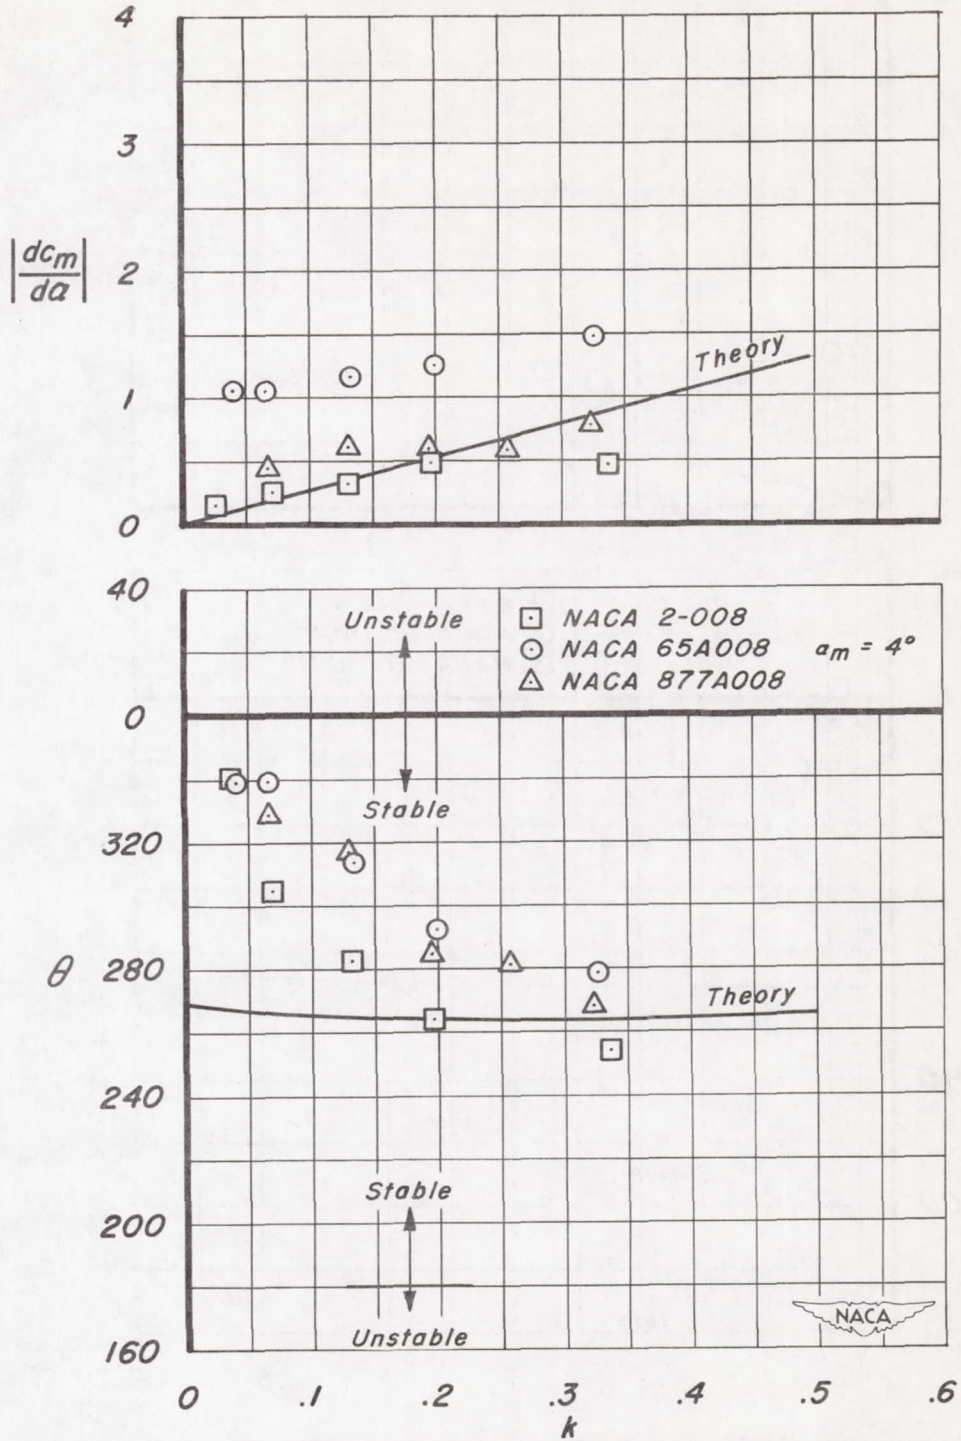 4
3
|dcm/dα|
2
1
0
Theory
40
Unstable
NACA 2-008
NACA 65A008 αm = 4°
NACA 877A008
0
Stable
320
θ
280
Theory
240
Stable
200
NACA
Unstable
160
0 .1 .2 .3 .4 .5 .6
k